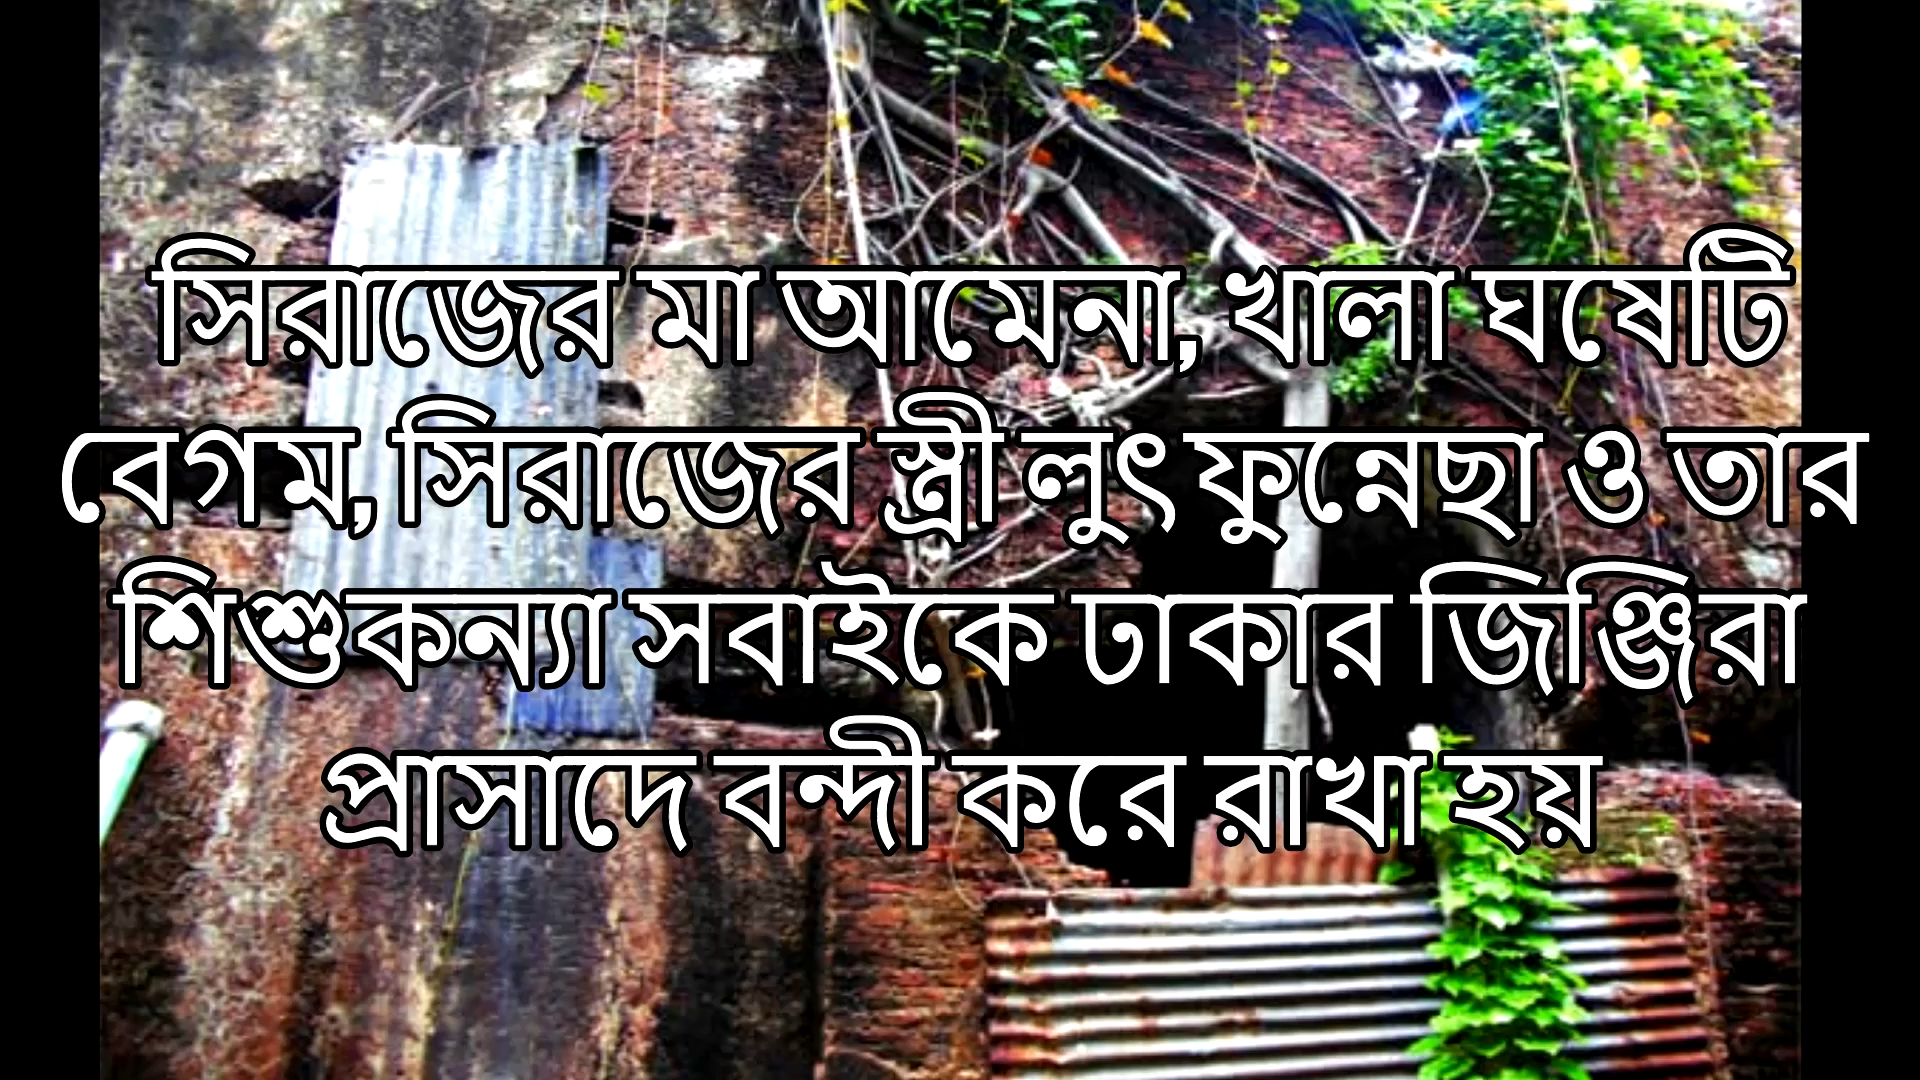 সিরাজের মা আমেনা, খালা ঘষেটি
বেগম, সিরাজের স্ত্রী লুৎ ফুন্নেছা ও তার
শিশুকন্যা সবাইকে ঢাকার জিঞ্জিরা
প্রাসাদে বন্দী করে রাখা হয়